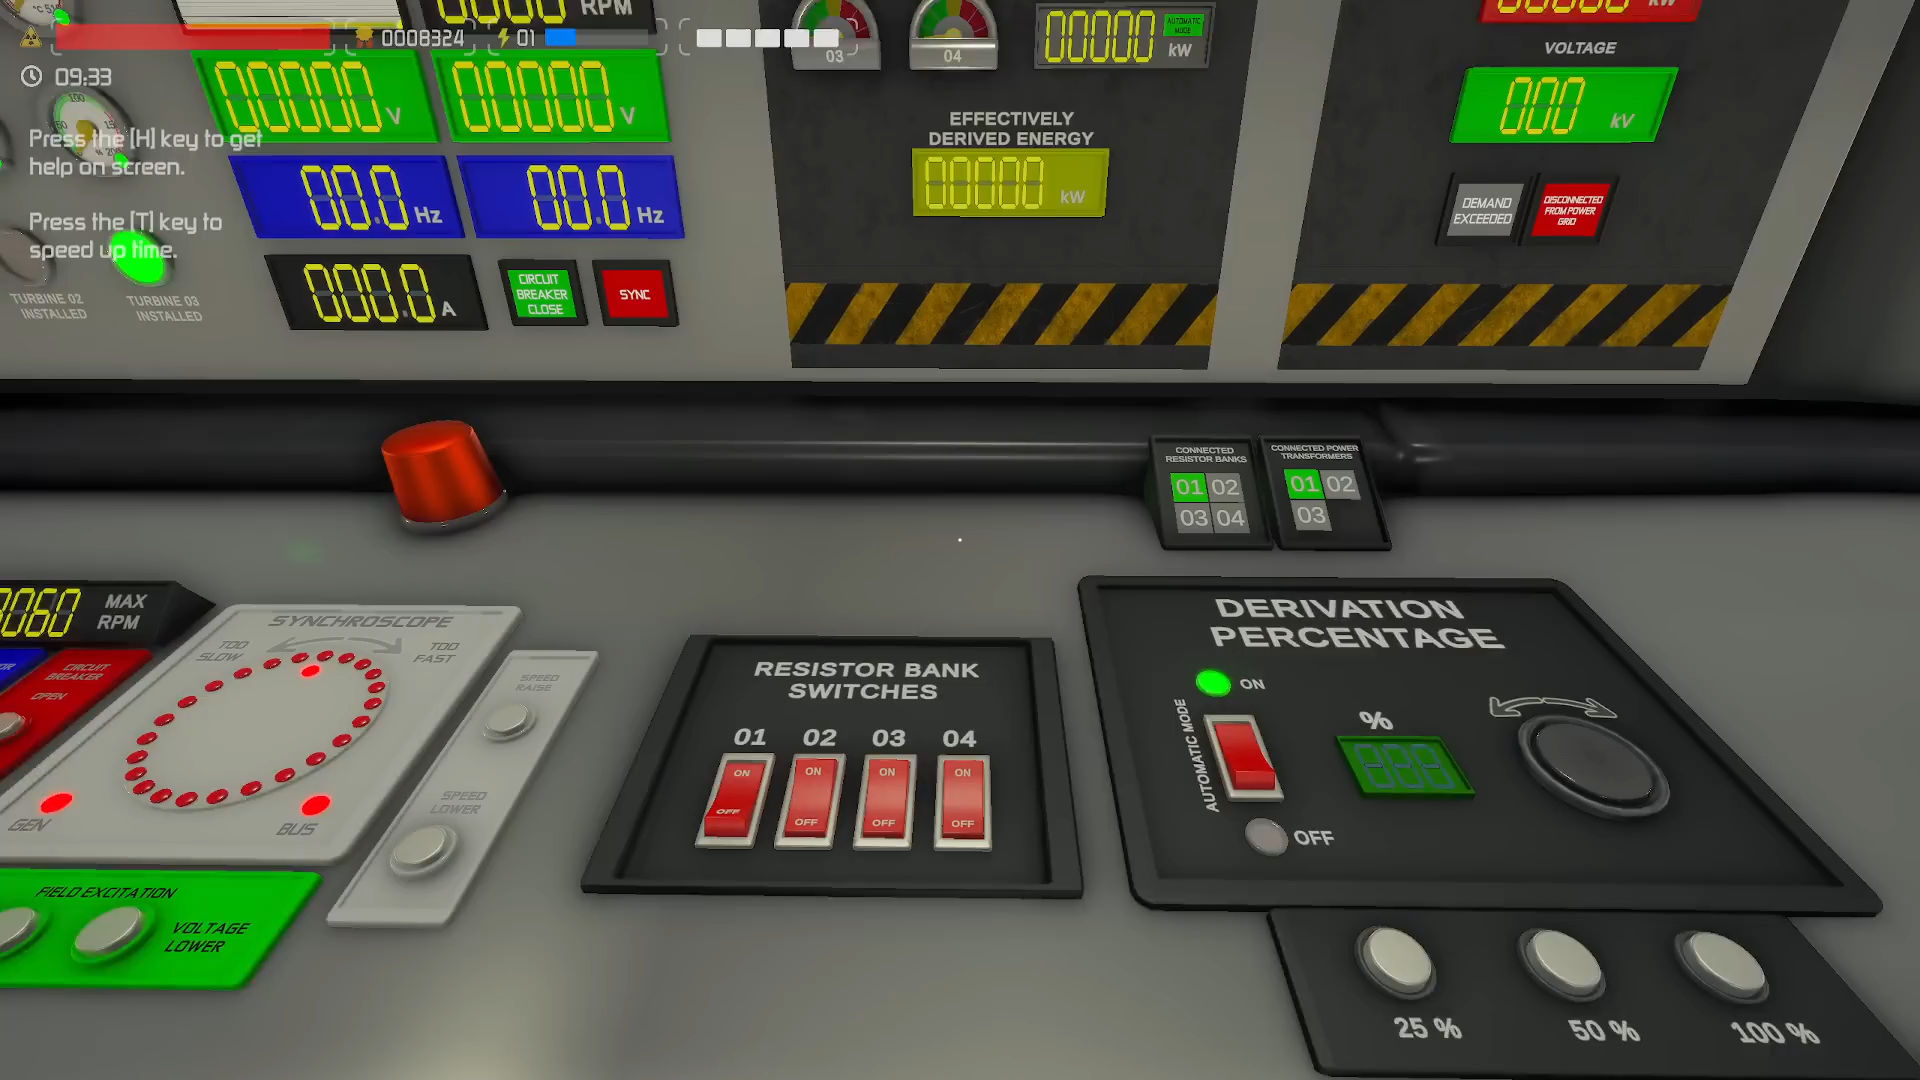 RPM
0008324
01
09:33
Press the [H] key to get
help on screen.
Press the [T] key to
speed up time.
TURBINE 02
INSTALLED
TURBINE 03
INSTALLED
00000 V
00000 V
00.0 Hz
00.0 Hz
000.0 A
CIRCUIT
BREAKER
CLOSE
SYNC
03
04
00000 kW
AUTOMATIC
MODE
EFFECTIVELY
DERIVED ENERGY
00000 kW
kW
VOLTAGE
000 kV
DEMAND
EXCEEDED
DISCONNECTED
FROM POWER
GRID
CONNECTED
RESISTOR BANKS
01 02
03 04
CONNECTED POWER
TRANSFORMERS
01 02
03
MAX
RPM
CIRCUIT
BREAKER
OPEN
SYNCHROSCOPE
TOO
SLOW
TOO
FAST
GEN
BUS
SPEED
RAISE
SPEED
LOWER
FIELD EXCITATION
VOLTAGE
LOWER
RESISTOR BANK
SWITCHES
01 02 03 04
ON ON ON ON
OFF OFF OFF OFF
DERIVATION
PERCENTAGE
ON
AUTOMATIC MODE
OFF
%
25 %
50 %
100 %